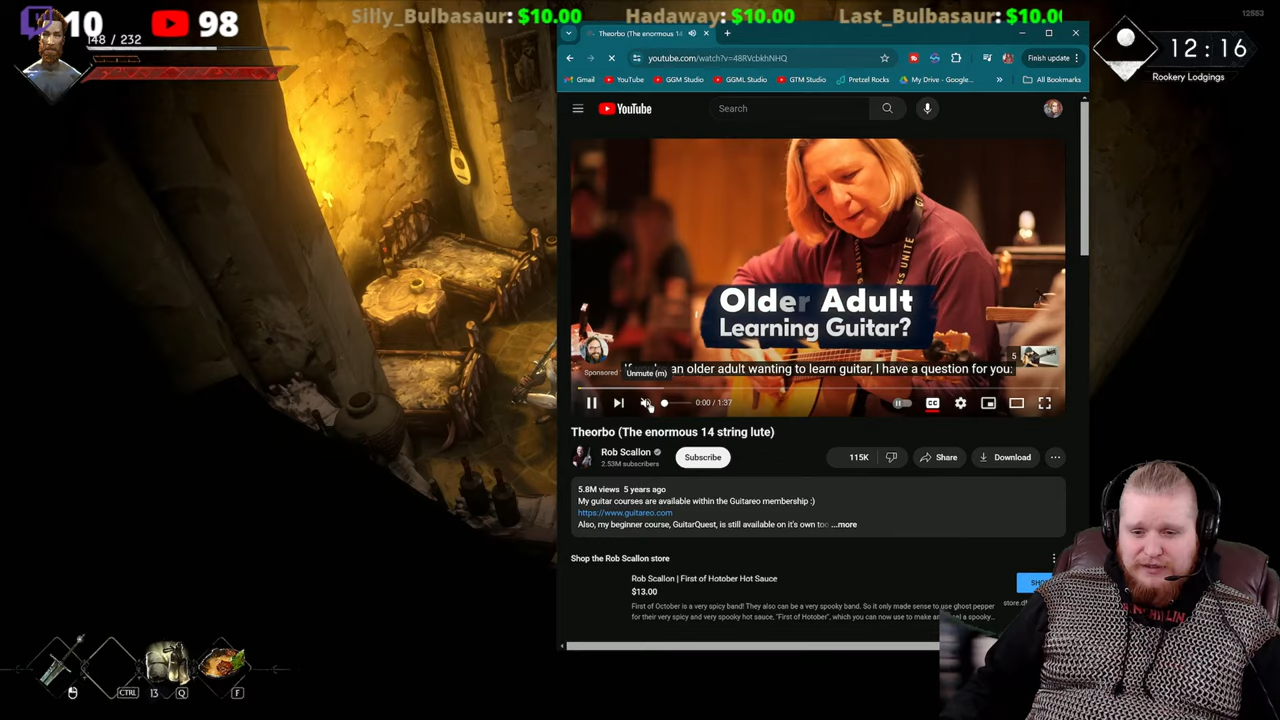 10 98
Silly_Bulbasaur: $10.00 Hadaway: $10.00 Last_Bulbasaur: $10.0
12553
148 / 232
12:16
Rookery Lodgings
Theorbo (The enormous 14
youtube.com/watch?v=48RVcbkhNHQ
Finish update
Gmail YouTube GGM Studio GGML Studio GTM Studio Pretzel Rocks My Drive - Google... All Bookmarks
YouTube
Search
UNITE
Older Adult
Learning Guitar?
5
an older adult wanting to learn guitar, I have a question for you:
Sponsored
Unmute (m)
0:00 / 1:37
CC
Theorbo (The enormous 14 string lute)
Rob Scallon
2.53M subscribers
Subscribe
115K
Share
Download
5.8M views 5 years ago
My guitar courses are available within the Guitareo membership :)
https://www.guitareo.com
Also, my beginner course, GuitarQuest, is still available on it's own too ...more
Shop the Rob Scallon store
Rob Scallon | First of Hotober Hot Sauce
$13.00
First of October is a very spicy band! They also can be a very spooky band. So it only made sense to use ghost pepper
for their very spicy and very spooky hot sauce, "First of Hotober", which you can now use to make
CTRL 13 Q F